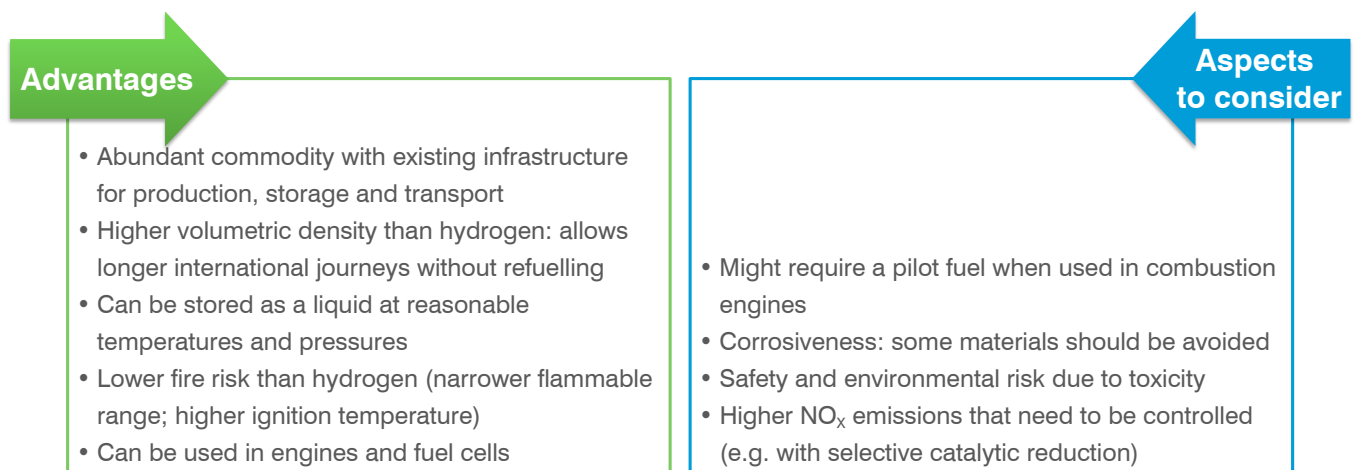 Advantages
• Abundant commodity with existing infrastructure
for production, storage and transport
• Higher volumetric density than hydrogen: allows
longer international journeys without refuelling
• Can be stored as a liquid at reasonable
temperatures and pressures
• Lower fire risk than hydrogen (narrower flammable
range; higher ignition temperature)
• Can be used in engines and fuel cells
Aspects
to consider
• Might require a pilot fuel when used in combustion
engines
• Corrosiveness: some materials should be avoided
• Safety and environmental risk due to toxicity
• Higher NOₓ emissions that need to be controlled
(e.g. with selective catalytic reduction)